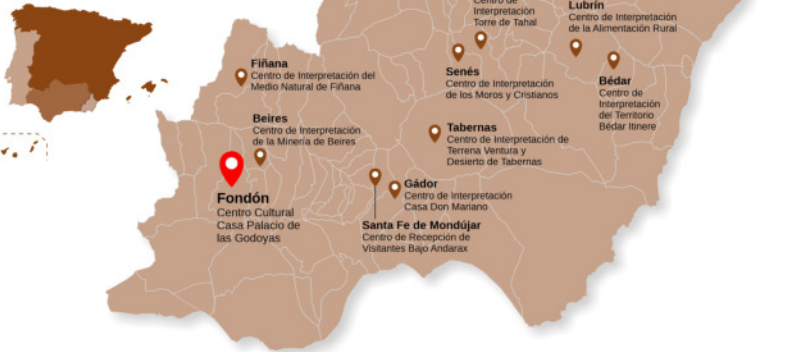 Centro de
Interpretación
Torre de Tahal
Lubrín
Centro de Interpretación
de la Alimentación Rural
Fiñana
Centro de Interpretación del
Medio Natural de Fiñana
Senés
Centro de Interpretación
de los Moros y Cristianos
Bédar
Centro de
Interpretación
del Territorio
Bédar Itinere
Beires
Centro de Interpretación
de la Minería de Beires
Tabernas
Centro de Interpretación de
Terrena Ventura y
Desierto de Tabernas
Fondón
Centro Cultural
Casa Palacio de
las Godoyas
Gádor
Centro de Interpretación
Casa Don Mariano
Santa Fe de Mondújar
Centro de Recepción de
Visitantes Bajo Andarax